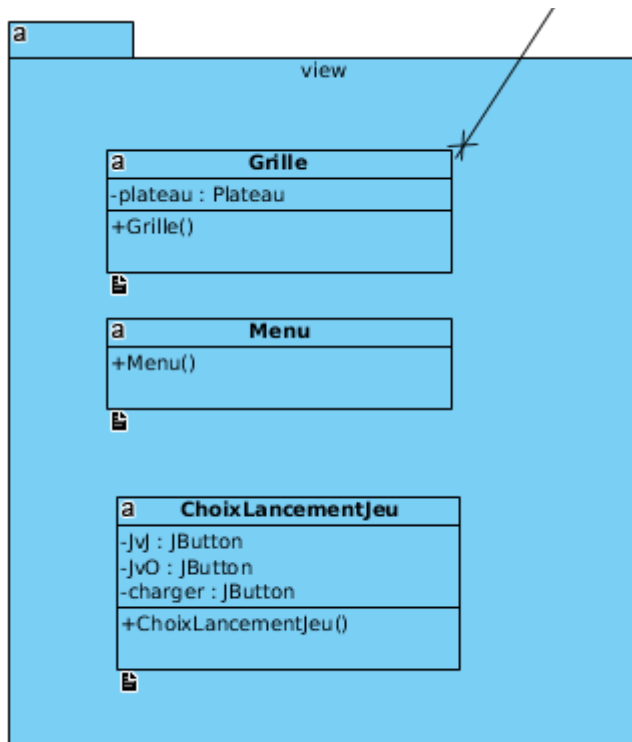 a
view
a Grille
-plateau : Plateau
+Grille()
a Menu
+Menu()
a ChoixLancementJeu
-JvJ : JButton
-JvO : JButton
-charger : JButton
+ChoixLancementJeu()